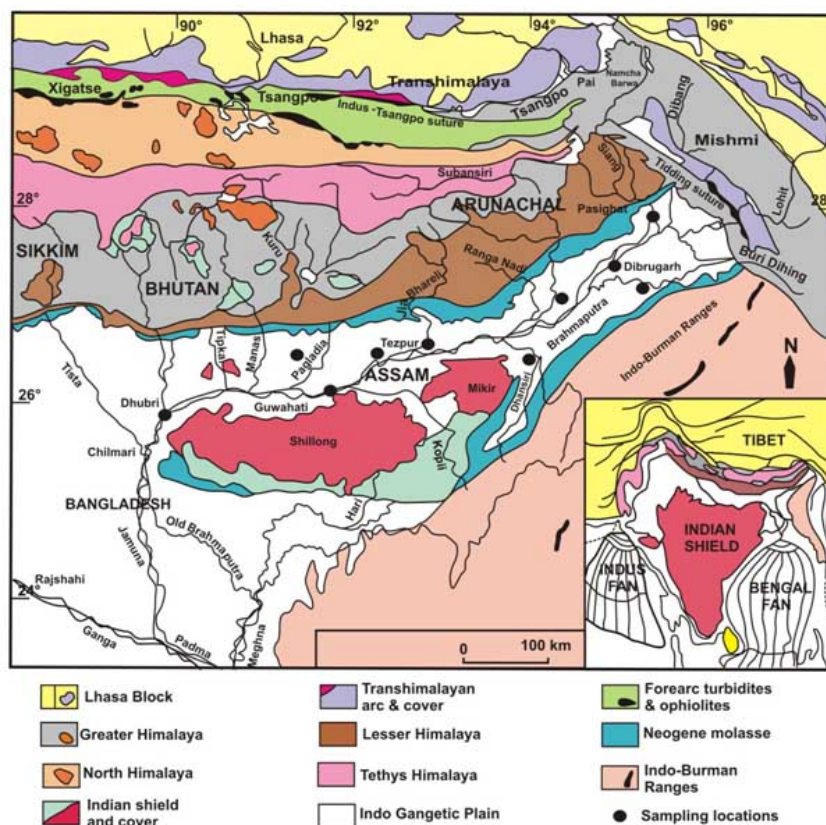 90°
92°
94°
96°
Lhasa
Transhimalaya
Pai
Namcha
Barwa
Xigatse
Tsangpo
Tsangpo
Indus -Tsangpo suture
Dibang
Mishmi
Subansiri
Siang
Tidding suture
Lohit
28°
28°
ARUNACHAL
Pasighat
SIKKIM
Kuru
BHUTAN
Ranga Nadi
Jia Bhareli
Dibrugarh
Buri Dihing
Brahmaputra
Tista
Tipkai
Manas
Pagladia
Tezpur
ASSAM
Indo-Burman Ranges
N
26°
Dhubri
Guwahati
Mikir
Dhansiri
Shillong
Kopii
Chilmari
TIBET
BANGLADESH
Hari
Old Brahmaputra
Jamuna
INDIAN
SHIELD
INDUS
FAN
BENGAL
FAN
Rajshahi
24°
Ganga
Padma
Meghna
0
100 km
Lhasa Block
Transhimalayan
arc & cover
Forearc turbidites
& ophiolites
Greater Himalaya
Lesser Himalaya
Neogene molasse
North Himalaya
Tethys Himalaya
Indo-Burman
Ranges
Indian shield
and cover
Indo Gangetic Plain
Sampling locations